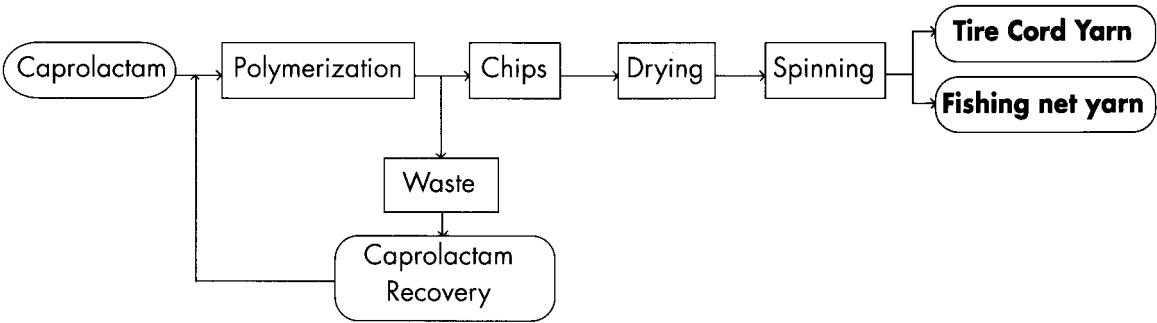 Caprolactam
Polymerization
Chips
Drying
Spinning
Tire Cord Yarn
Fishing net yarn
Waste
Caprolactam
Recovery